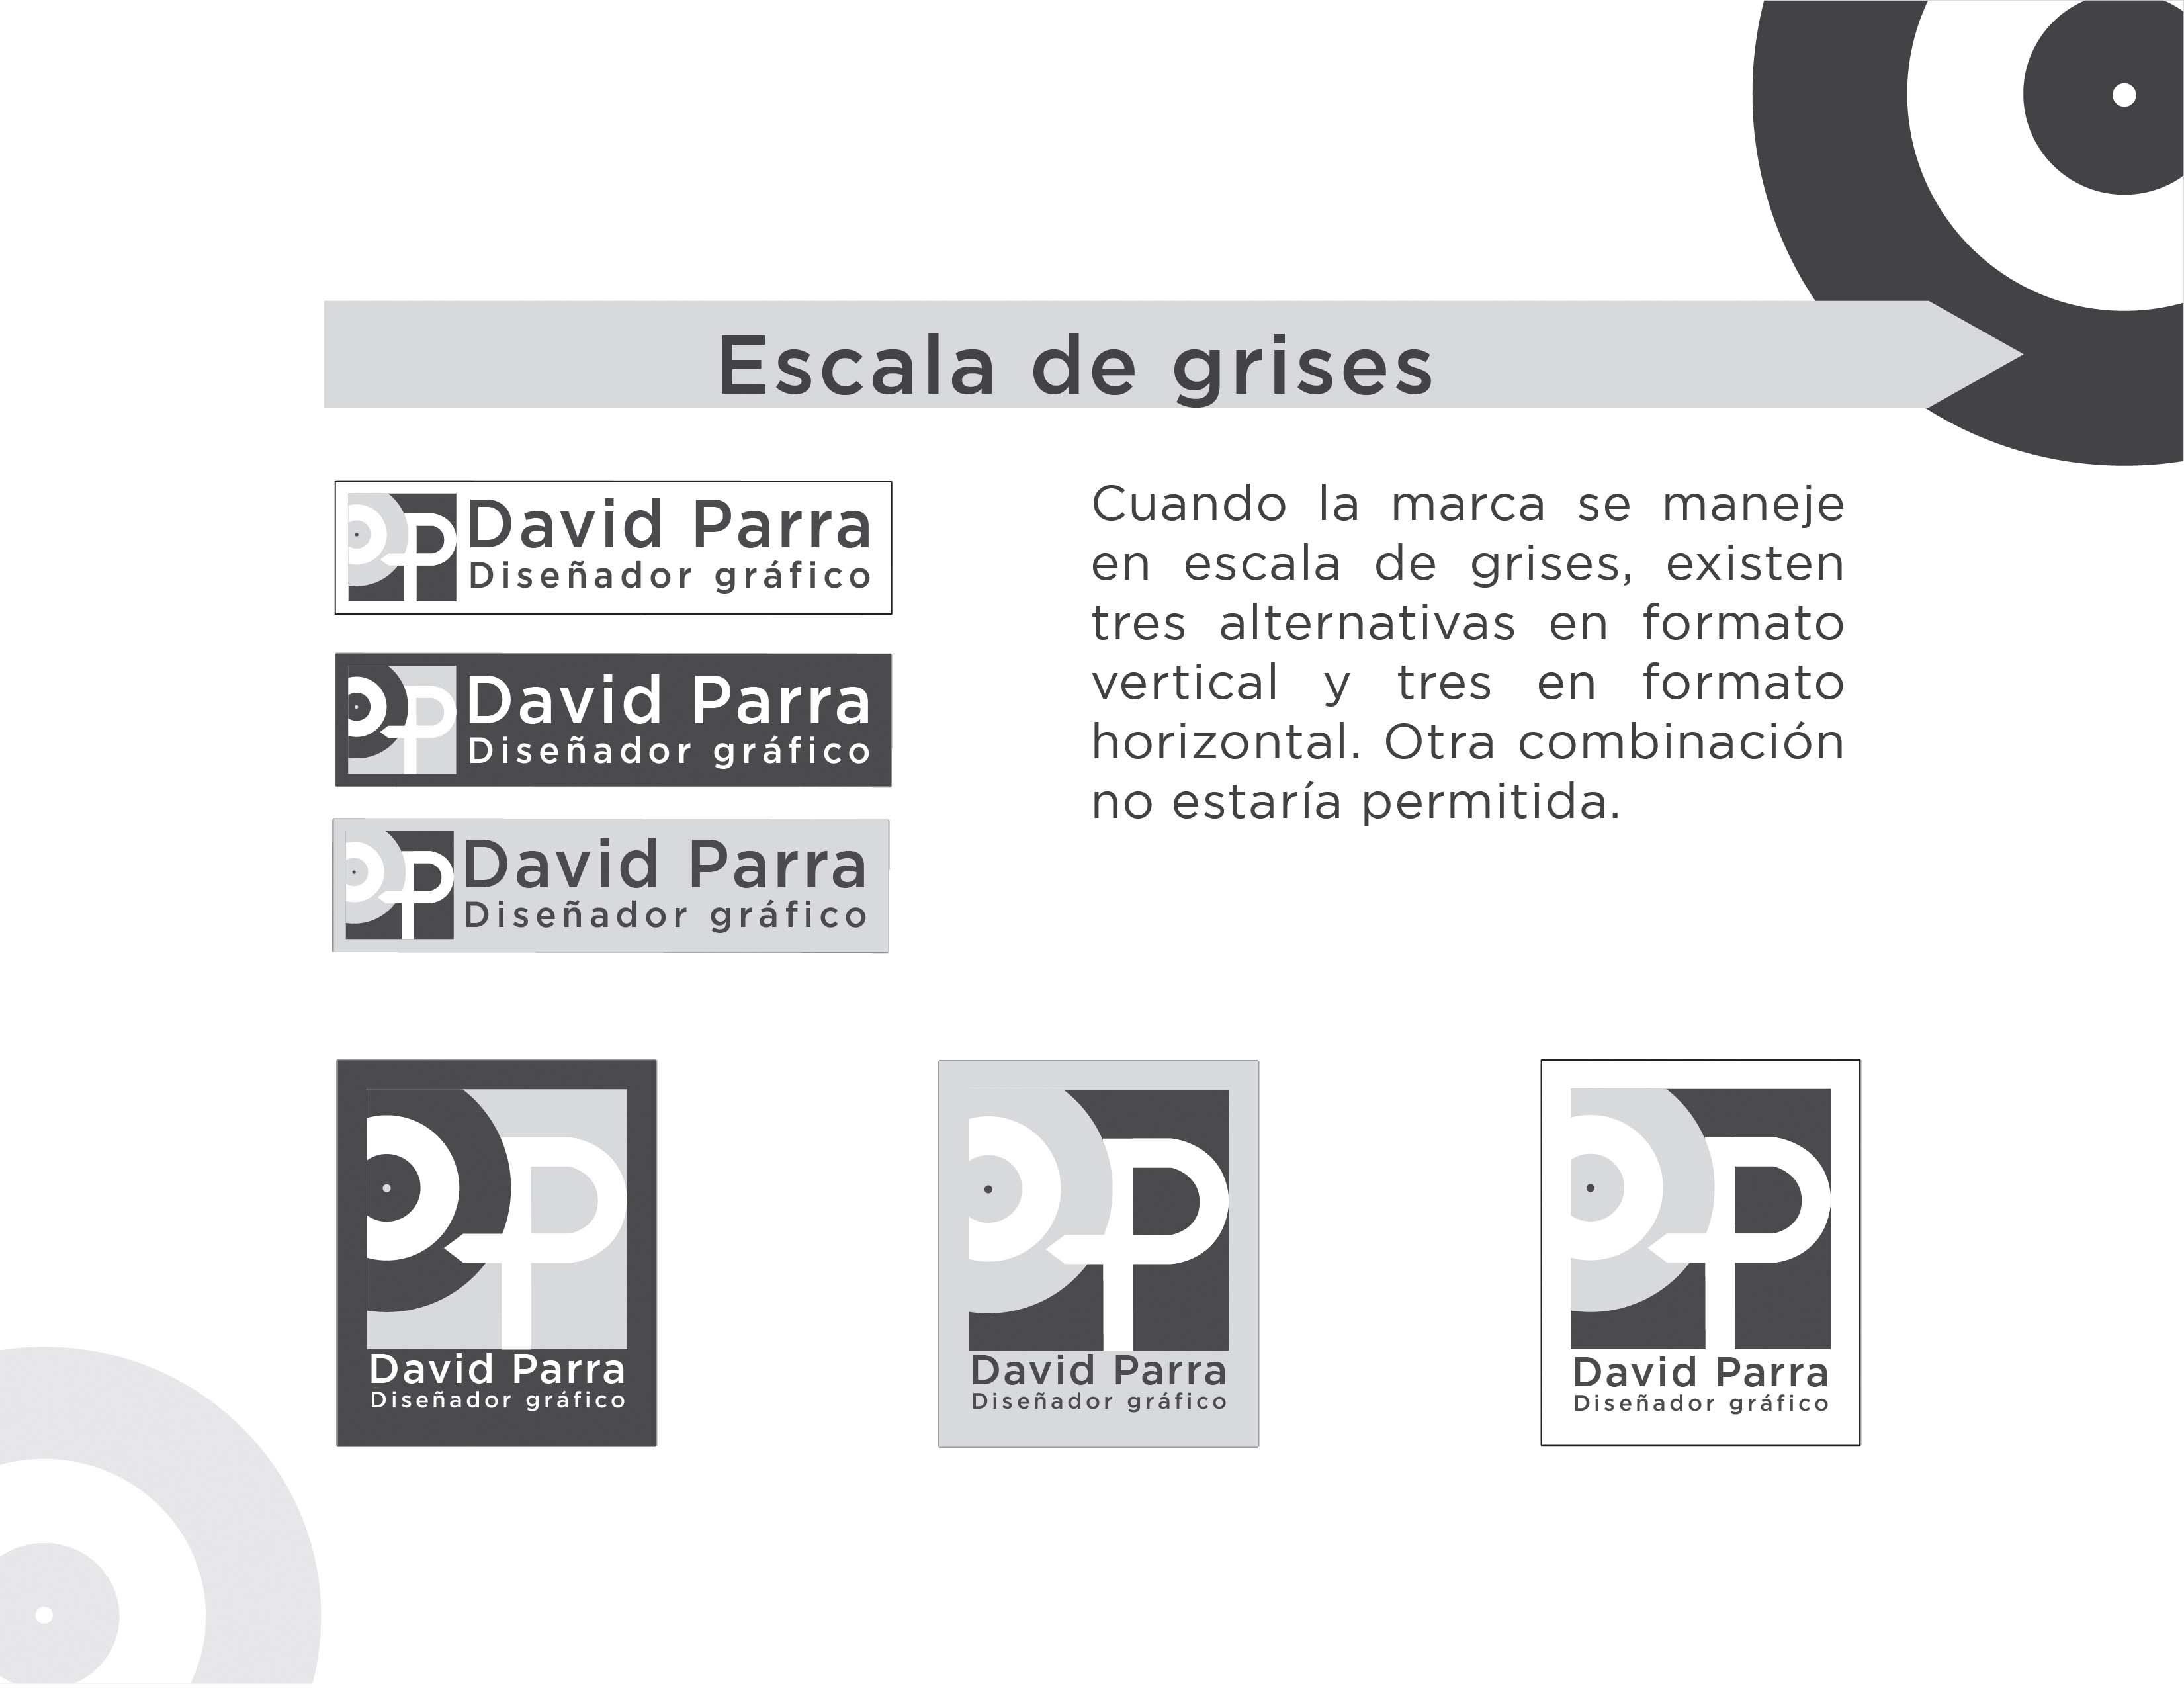 Escala de grises
David Parra
Diseñador gráfico
David Parra
Diseñador gráfico
David Parra
Diseñador gráfico
Cuando la marca se maneje
en escala de grises, existen
tres alternativas en formato
vertical y tres en formato
horizontal. Otra combinación
no estaría permitida.
David Parra
Diseñador gráfico
David Parra
Diseñador gráfico
David Parra
Diseñador gráfico